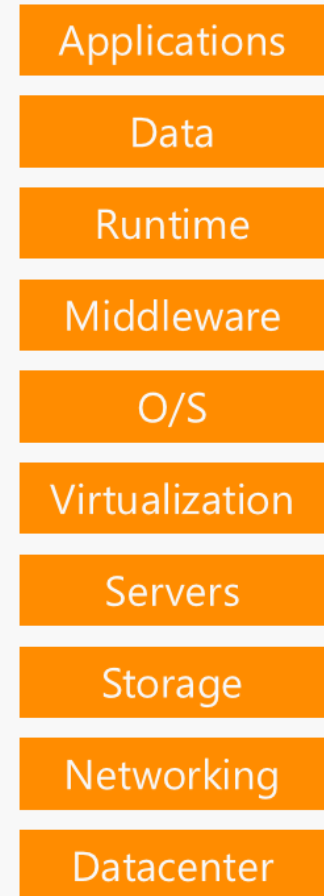 Applications
Data
Runtime
Middleware
O/S
Virtualization
Servers
Storage
Networking
Datacenter